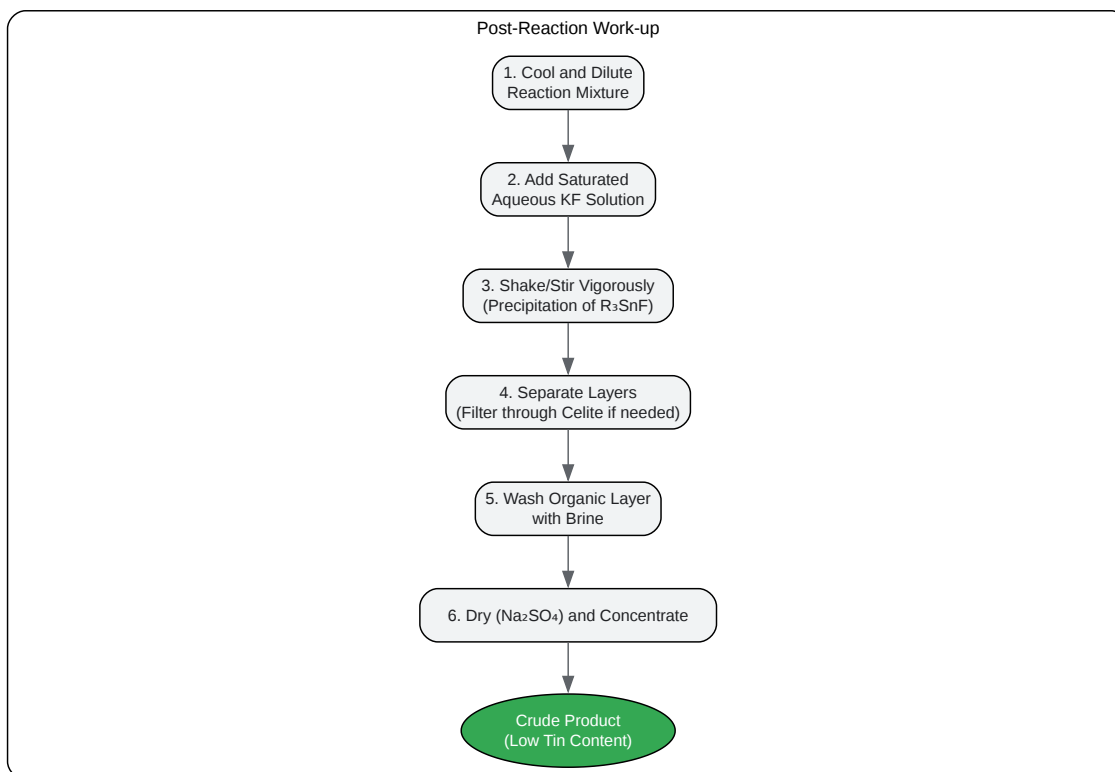 Post-Reaction Work-up
1. Cool and Dilute
Reaction Mixture
2. Add Saturated
Aqueous KF Solution
3. Shake/Stir Vigorously
(Precipitation of R₃SnF)
4. Separate Layers
(Filter through Celite if needed)
5. Wash Organic Layer
with Brine
6. Dry (Na₂SO₄) and Concentrate
Crude Product
(Low Tin Content)